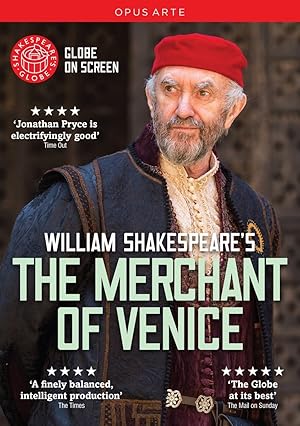 OPUS ARTE
SHAKESPEARE'S
GLOBE
GLOBE
ON SCREEN
★★★★
'Jonathan Pryce is
electrifyingly good'
Time Out
WILLIAM SHAKESPEARE'S
THE MERCHANT
OF VENICE
★★★★
'A finely balanced,
intelligent production'
The Times
★★★★★
'The Globe
at its best'
The Mail on Sunday